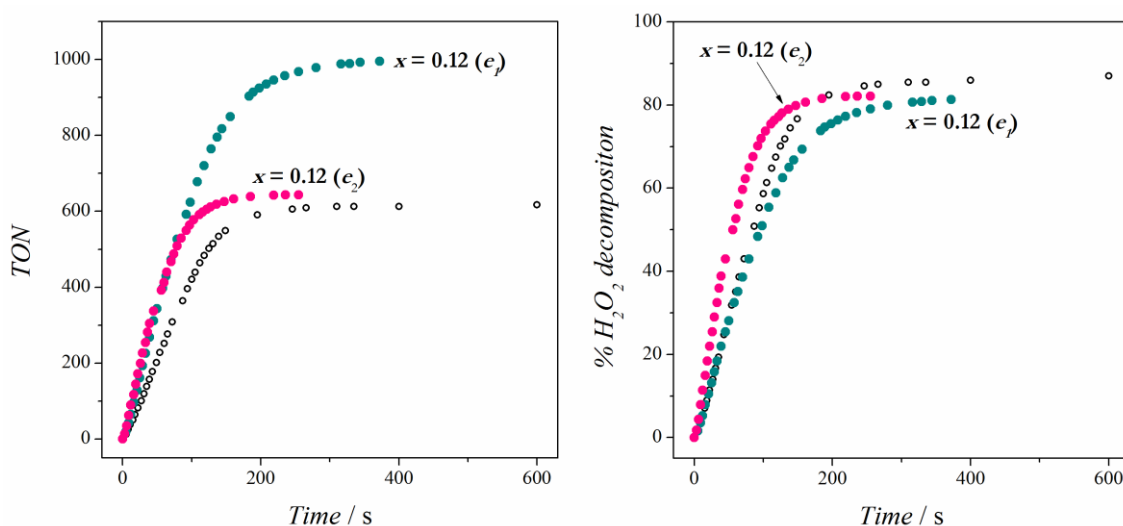 1000
800
600
400
200
0
TON
0 200 400 600
Time / s
x = 0.12 (e1)
x = 0.12 (e2)
100
80
60
40
20
0
% H2O2 decompositon
0 200 400 600
Time / s
x = 0.12 (e2)
x = 0.12 (e1)